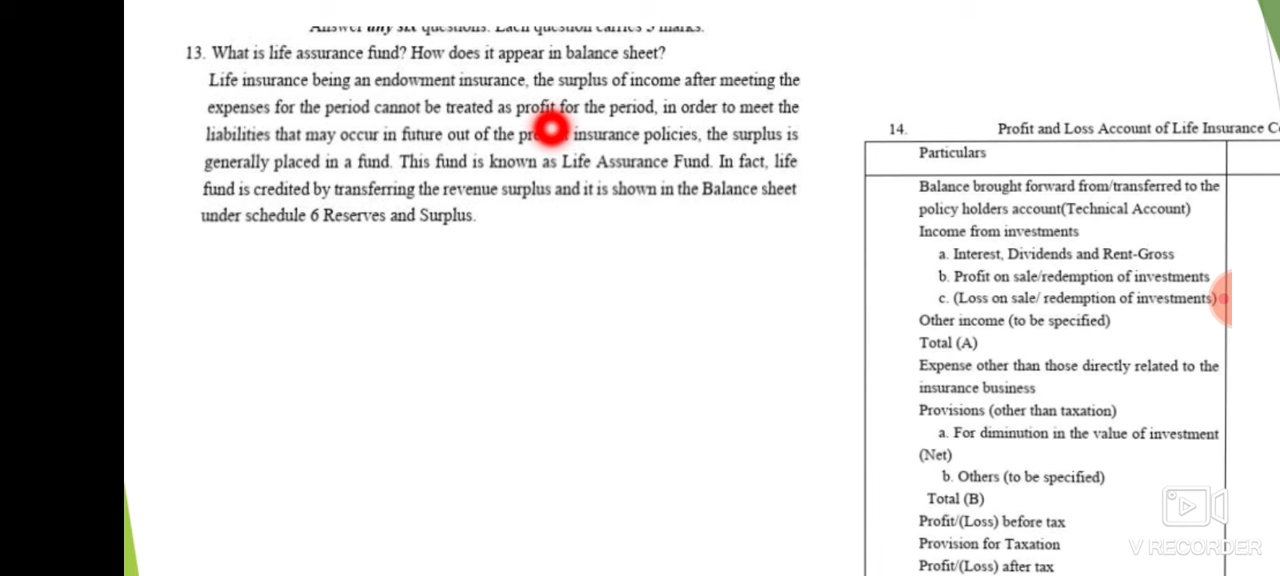 Answer any six questions. Each question carries 5 marks.
13. What is life assurance fund? How does it appear in balance sheet?
Life insurance being an endowment insurance, the surplus of income after meeting the
expenses for the period cannot be treated as profit for the period, in order to meet the
liabilities that may occur in future out of the insurance policies, the surplus is
generally placed in a fund. This fund is known as Life Assurance Fund. In fact, life
fund is credited by transferring the revenue surplus and it is shown in the Balance sheet
under schedule 6 Reserves and Surplus.
14. Profit and Loss Account of Life Insurance C
Particulars
Balance brought forward from/transferred to the
policy holders account(Technical Account)
Income from investments
a. Interest, Dividends and Rent-Gross
b. Profit on sale/redemption of investments
c. (Loss on sale/ redemption of investments)
Other income (to be specified)
Total (A)
Expense other than those directly related to the
insurance business
Provisions (other than taxation)
a. For diminution in the value of investment
(Net)
b. Others (to be specified)
Total (B)
Profit/(Loss) before tax
Provision for Taxation
Profit/(Loss) after tax
V RECORDER